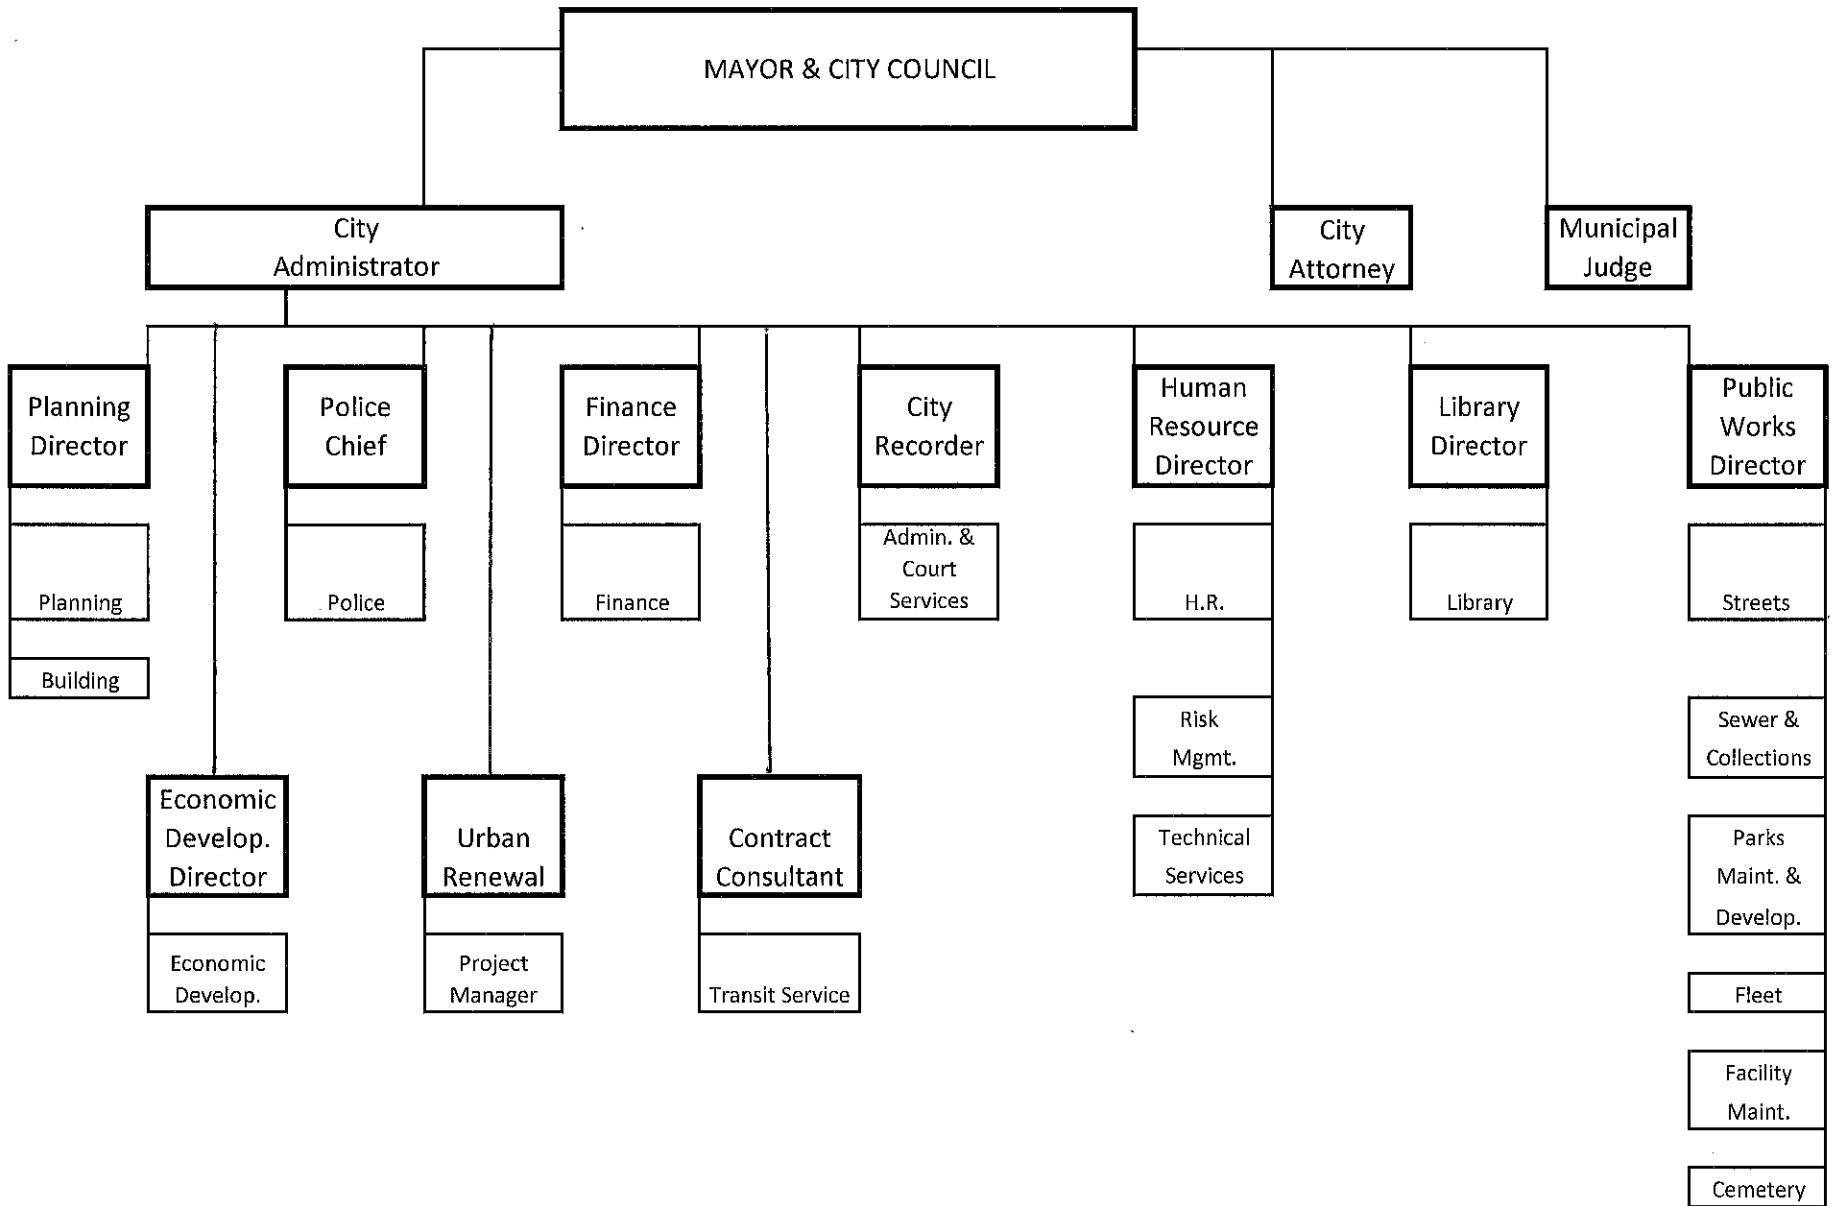 MAYOR & CITY COUNCIL
City
Administrator
City
Attorney
Municipal
Judge
Planning
Director
Police
Chief
Finance
Director
City
Recorder
Human
Resource
Director
Library
Director
Public
Works
Director
Planning
Police
Finance
Admin. &
Court
Services
H.R.
Library
Streets
Building
Risk
Mgmt.
Sewer &
Collections
Economic
Develop.
Director
Urban
Renewal
Contract
Consultant
Technical
Services
Parks
Maint. &
Develop.
Economic
Develop.
Project
Manager
Transit Service
Fleet
Facility
Maint.
Cemetery